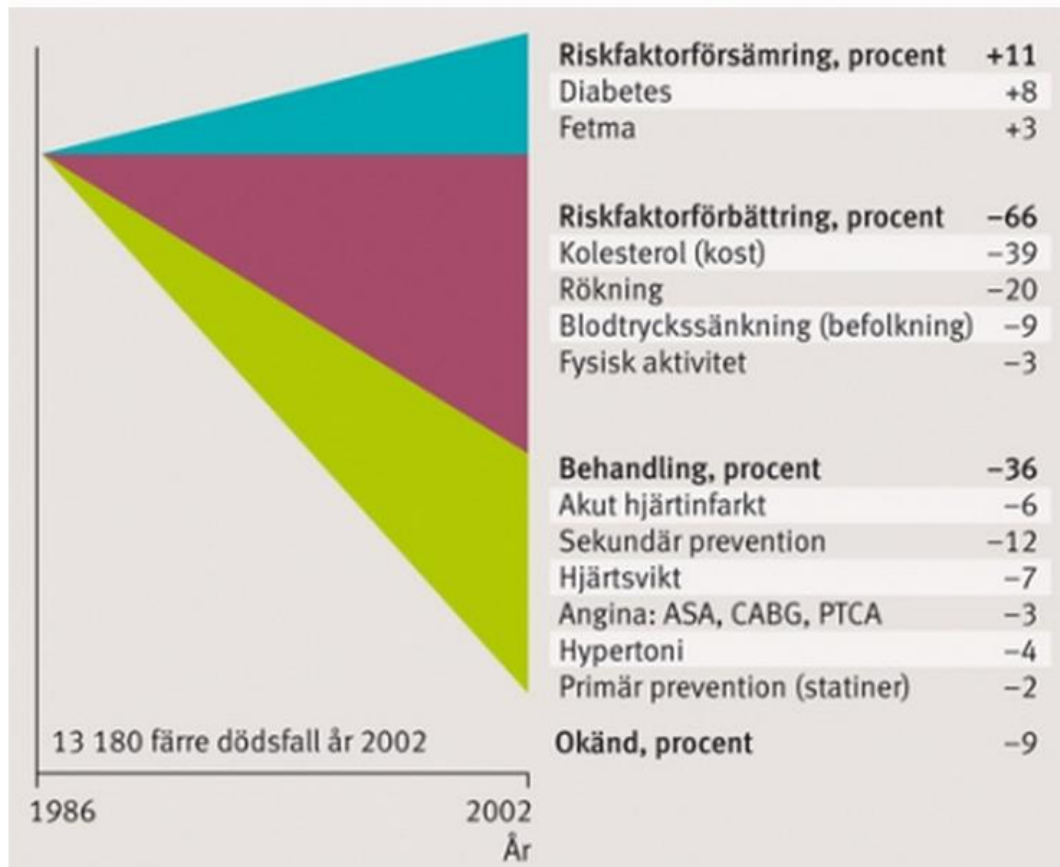 Riskfaktorförsämring, procent +11
Diabetes +8
Fetma +3
Riskfaktorförbättring, procent –66
Kolesterol (kost) –39
Rökning –20
Blodtryckssänkning (befolkning) –9
Fysisk aktivitet –3
Behandling, procent –36
Akut hjärtinfarkt –6
Sekundär prevention –12
Hjärtsvikt –7
Angina: ASA, CABG, PTCA –3
Hypertoni –4
Primär prevention (statiner) –2
13 180 färre dödsfall år 2002
Okänd, procent –9
1986 2002
År